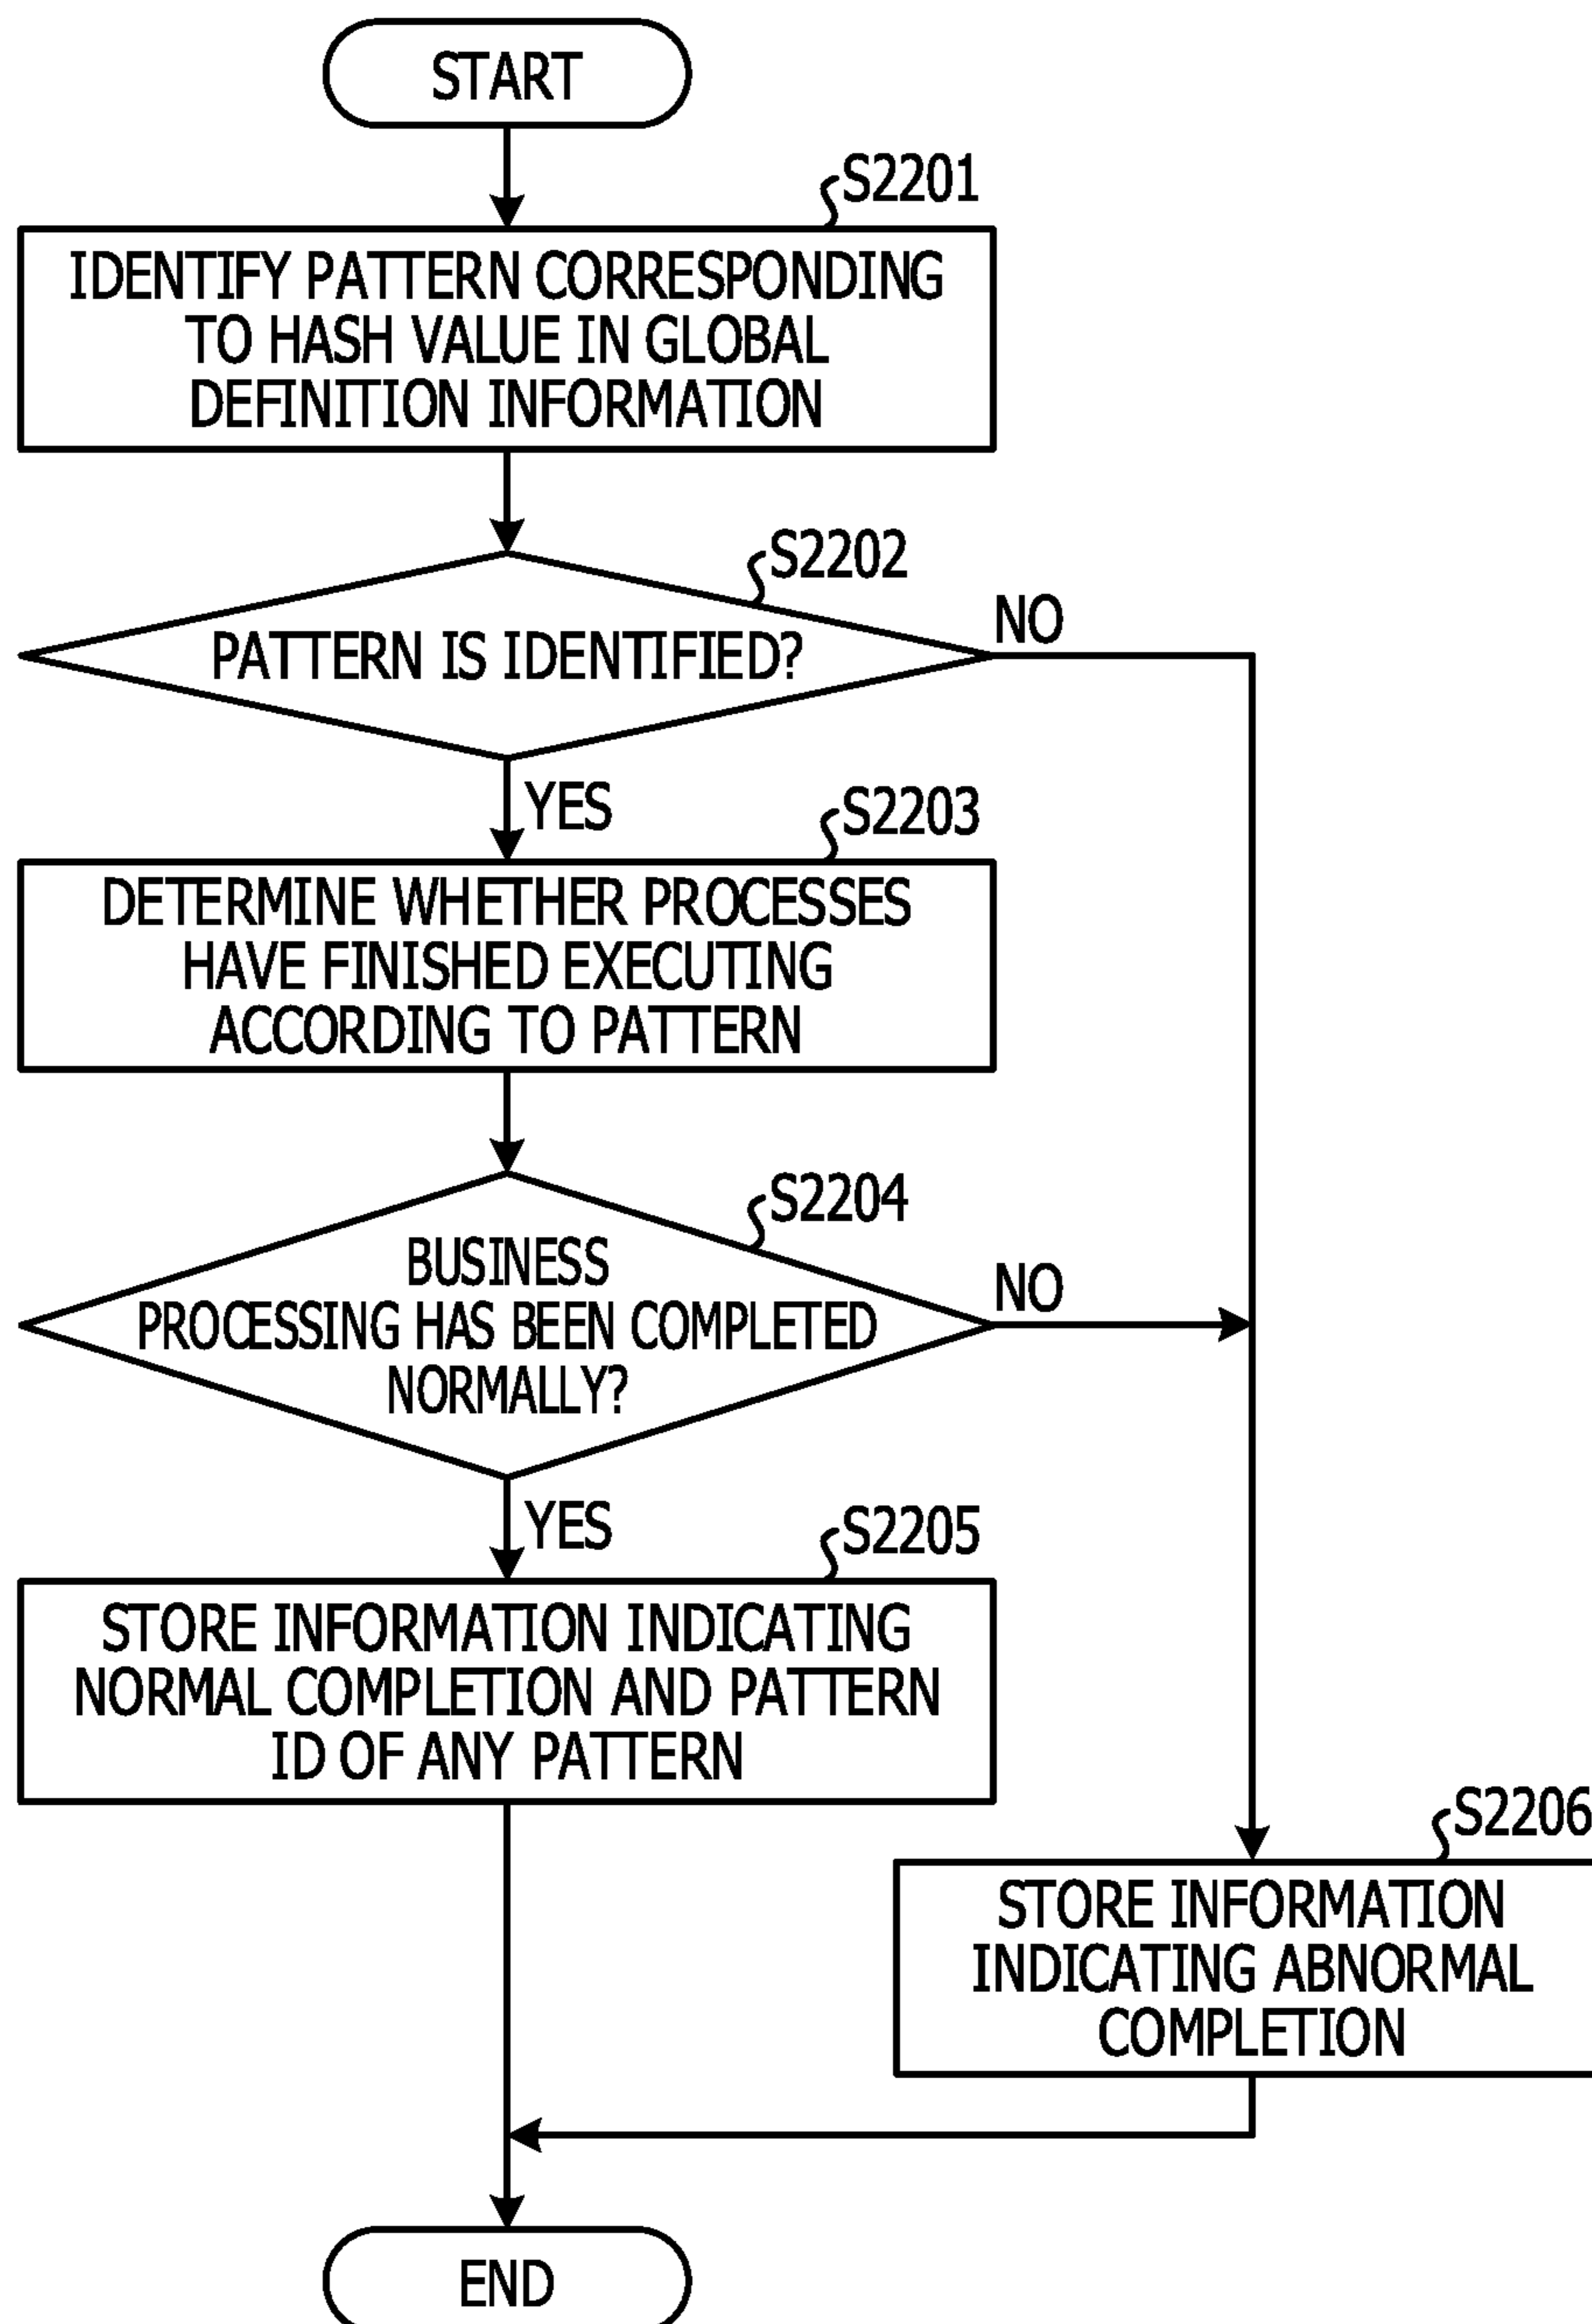 START
S2201
IDENTIFY PATTERN CORRESPONDING
TO HASH VALUE IN GLOBAL
DEFINITION INFORMATION
S2202
PATTERN IS IDENTIFIED?
NO
YES
S2203
DETERMINE WHETHER PROCESSES
HAVE FINISHED EXECUTING
ACCORDING TO PATTERN
S2204
BUSINESS
PROCESSING HAS BEEN COMPLETED
NORMALLY?
NO
YES
S2205
STORE INFORMATION INDICATING
NORMAL COMPLETION AND PATTERN
ID OF ANY PATTERN
S2206
STORE INFORMATION
INDICATING ABNORMAL
COMPLETION
END